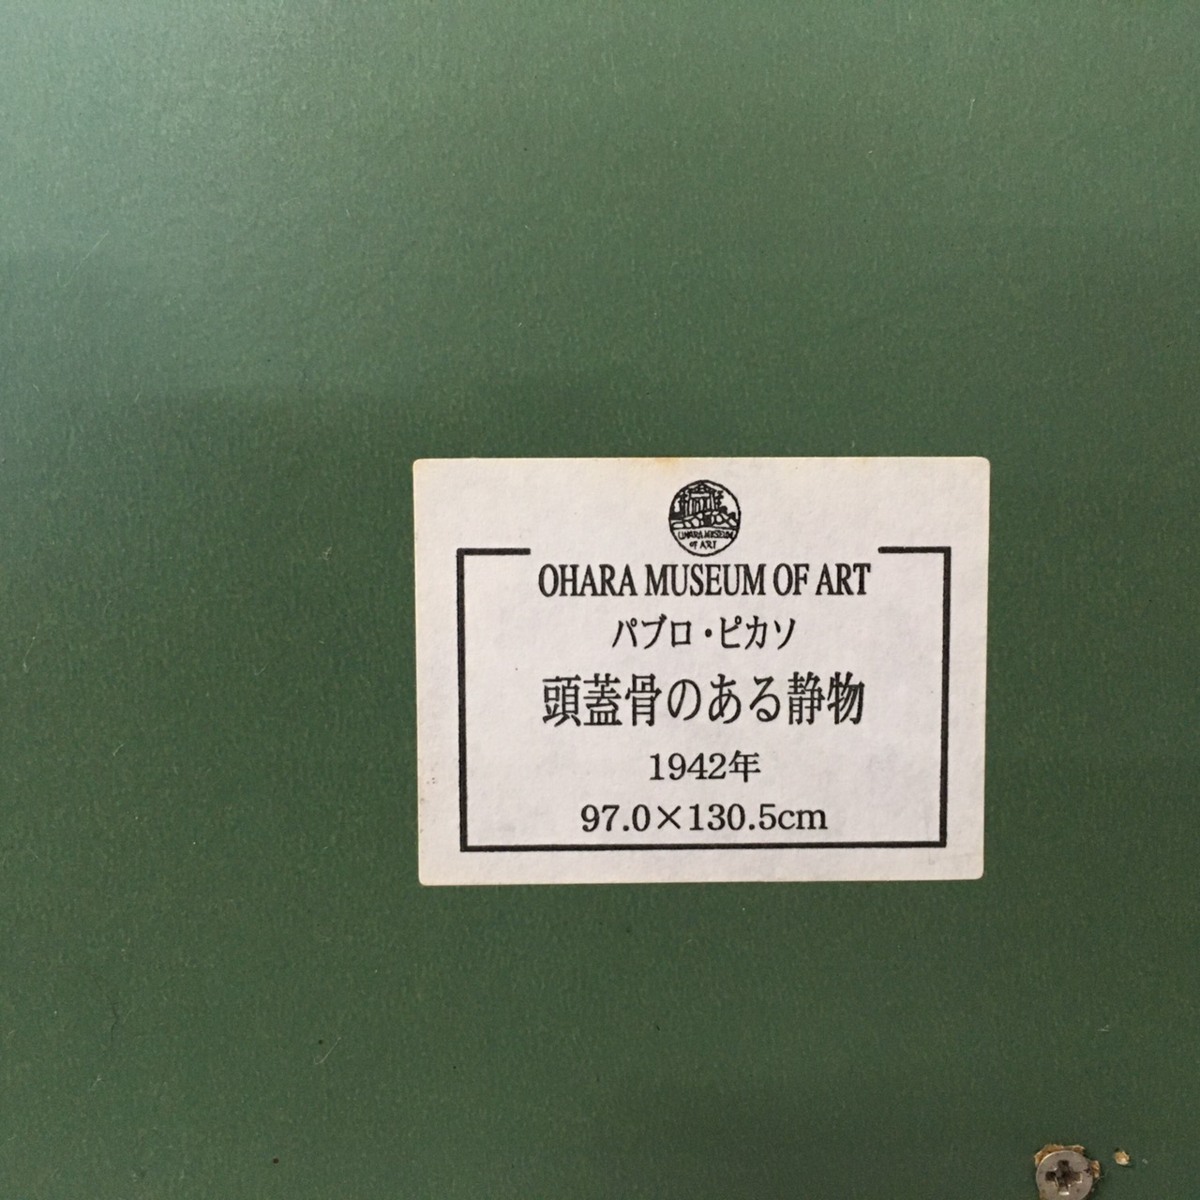 OHARA MUSEUM
OF ART
OHARA MUSEUM OF ART
パブロ・ピカソ
頭蓋骨のある静物
1942年
97.0×130.5cm